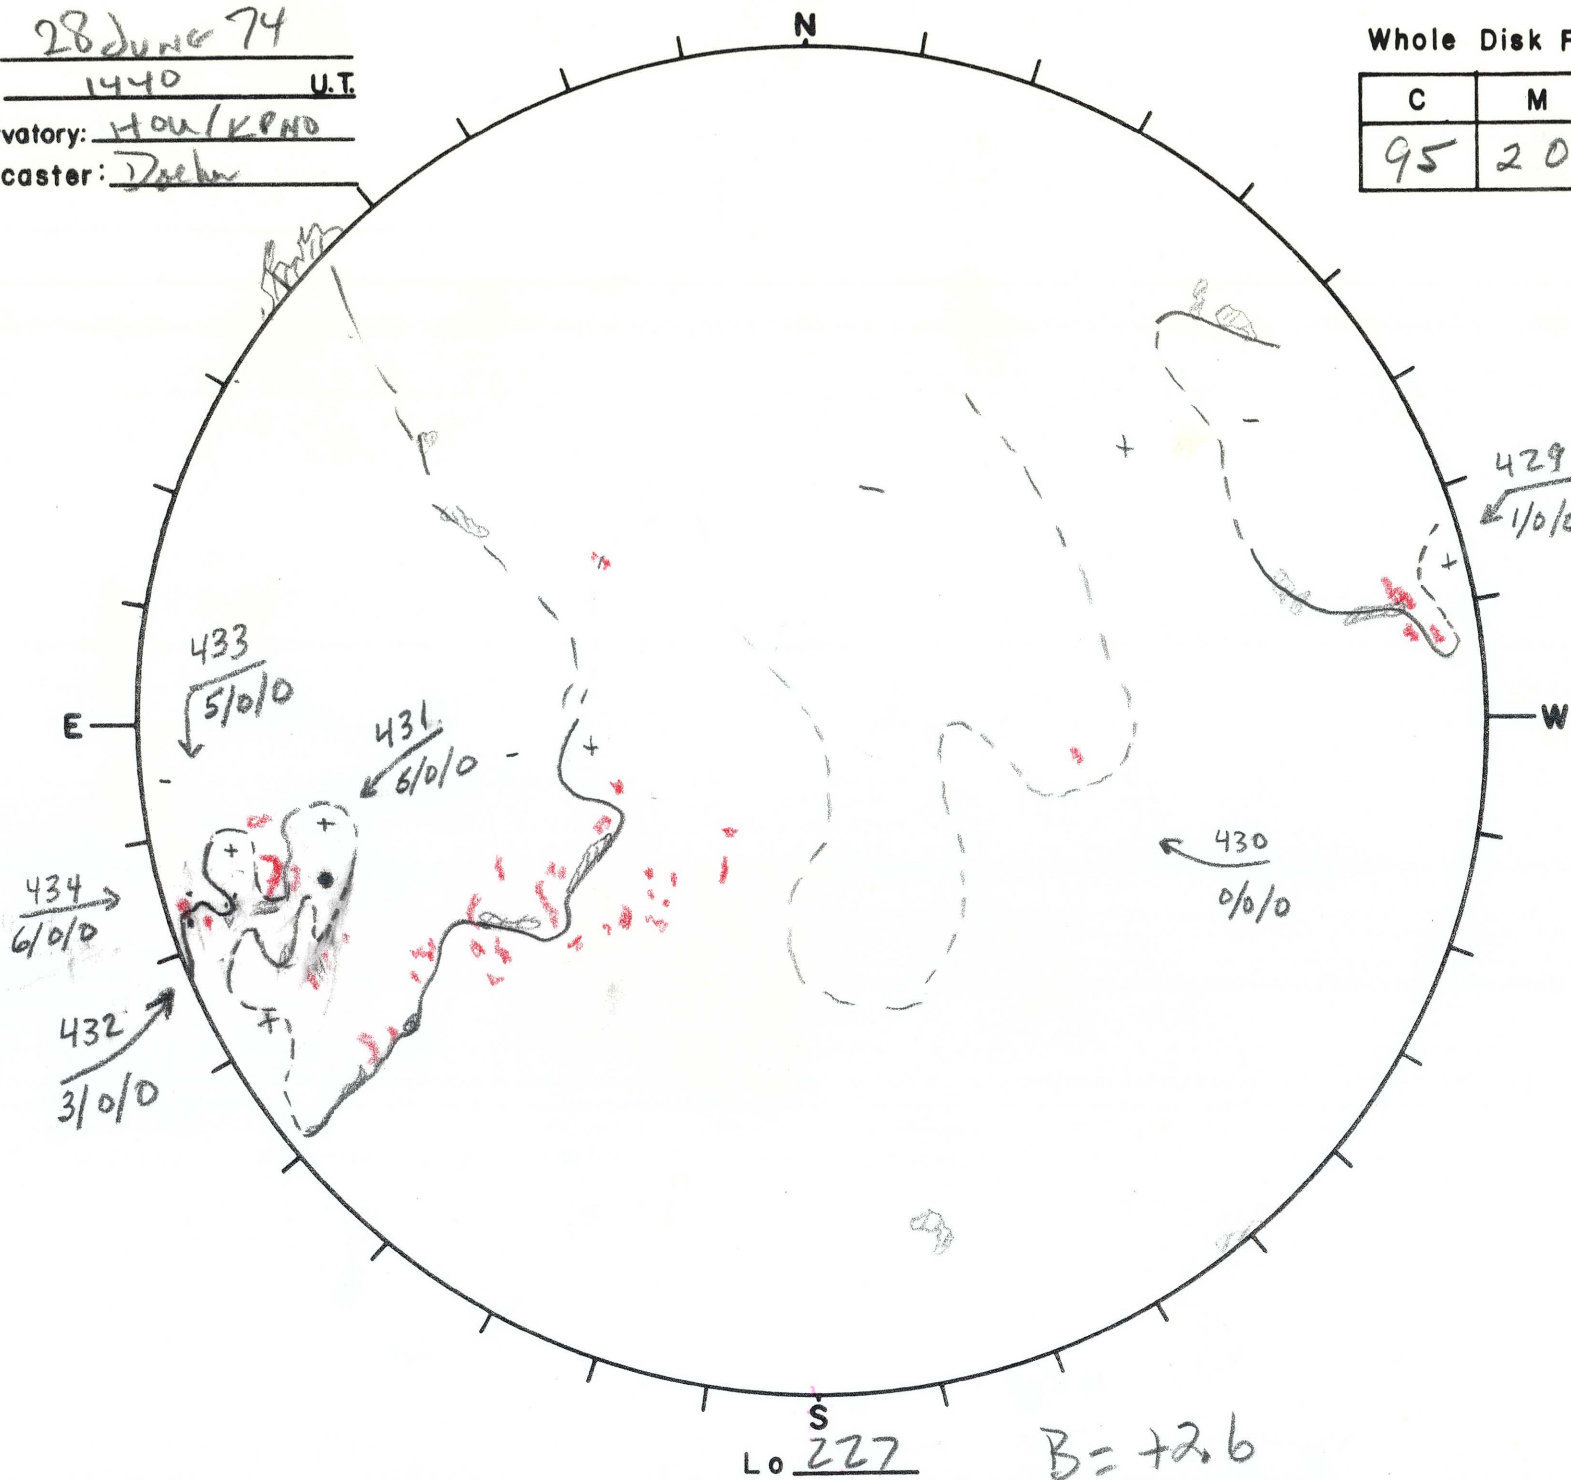 28 JUNE 74
1440 U.T.
vatory: HOU/KPNO
caster:
N
Whole Disk F
C M
95 20
429
1/0/0
433
5/0/0
431
6/0/0
E
W
430
0/0/0
434
6/0/0
432
3/0/0
+
-
+
-
-
+
-
+
+
+
S
Lo 227
B= +2.6